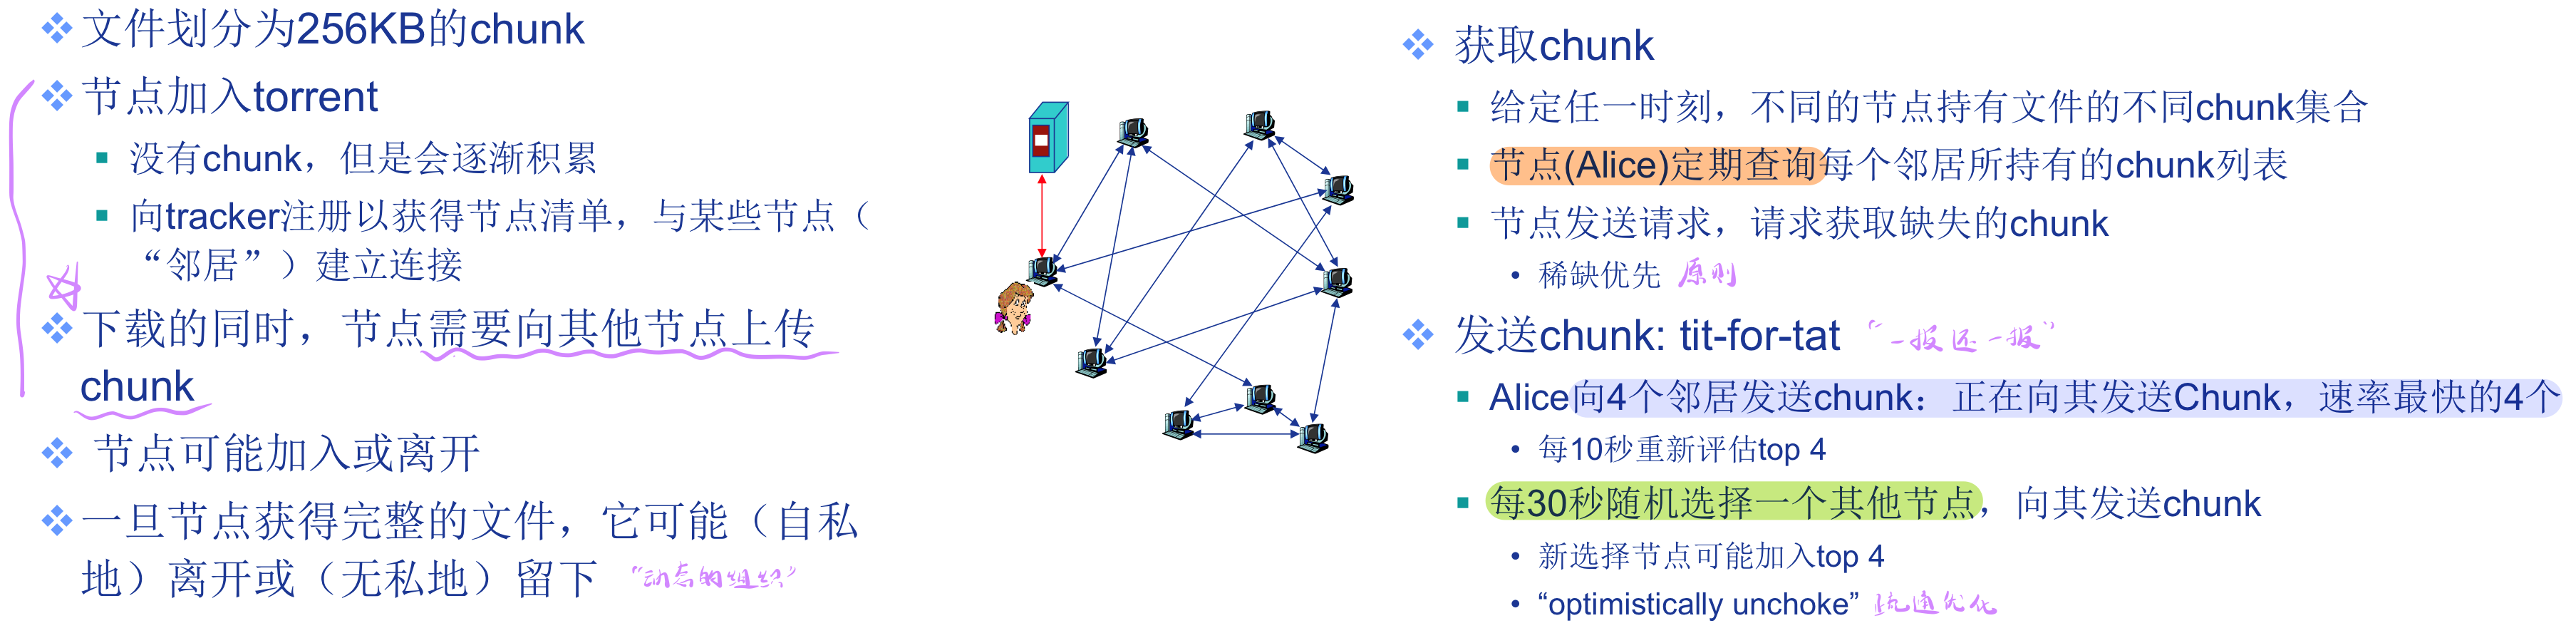 文件划分为256KB的chunk
节点加入torrent
没有chunk，但是会逐渐积累
向tracker注册以获得节点清单，与某些节点（
“邻居”）建立连接
下载的同时，节点需要向其他节点上传
chunk
节点可能加入或离开
一旦节点获得完整的文件，它可能（自私
地）离开或（无私地）留下 “动态的组织”
获取chunk
给定任一时刻，不同的节点持有文件的不同chunk集合
节点(Alice)定期查询每个邻居所持有的chunk列表
节点发送请求，请求获取缺失的chunk
稀缺优先 原则
发送chunk: tit-for-tat “一报还一报”
Alice向4个邻居发送chunk：正在向其发送Chunk，速率最快的4个
每10秒重新评估top 4
每30秒随机选择一个其他节点，向其发送chunk
新选择节点可能加入top 4
“optimistically unchoke” 疏通优化